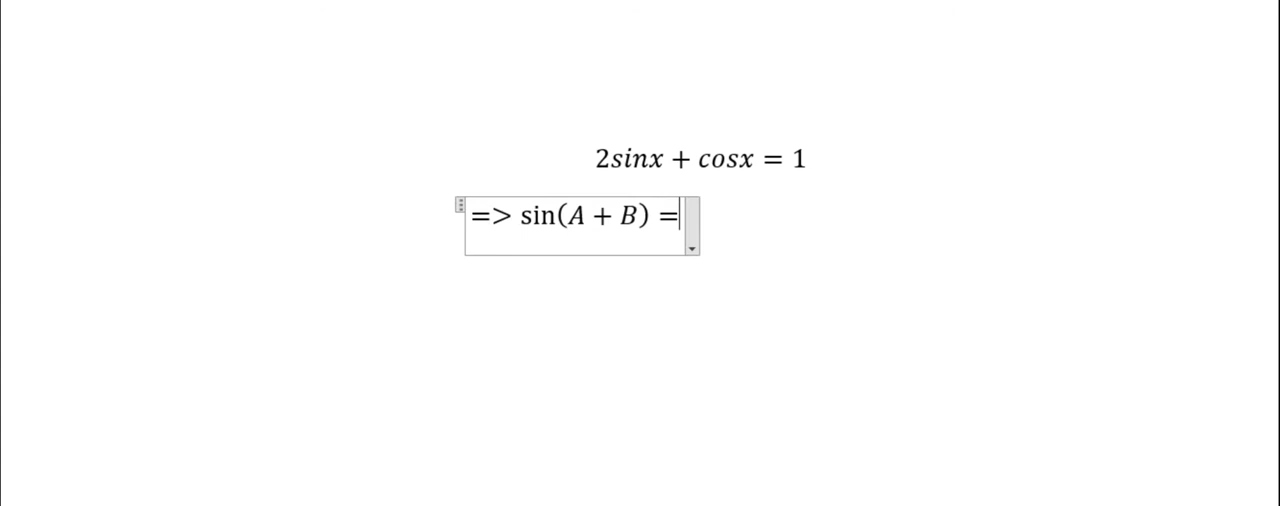 2sinx + cosx = 1
=> sin(A + B) =